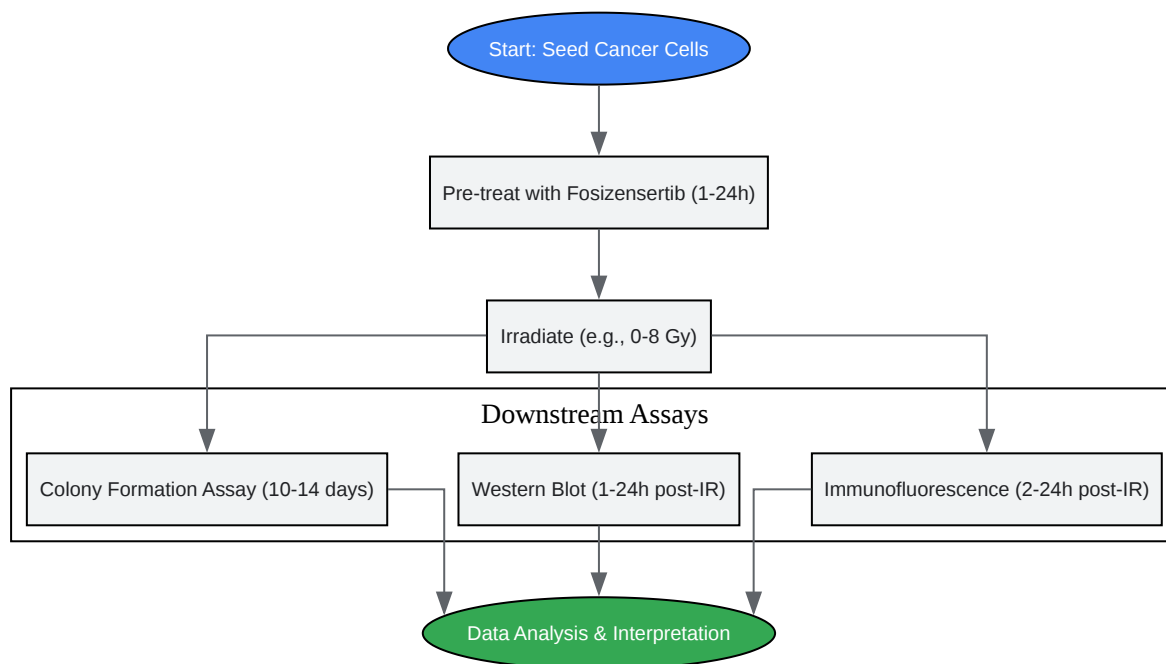 Start: Seed Cancer Cells
Pre-treat with Fosizensertib (1-24h)
Irradiate (e.g., 0-8 Gy)
Downstream Assays
Colony Formation Assay (10-14 days)
Western Blot (1-24h post-IR)
Immunofluorescence (2-24h post-IR)
Data Analysis & Interpretation